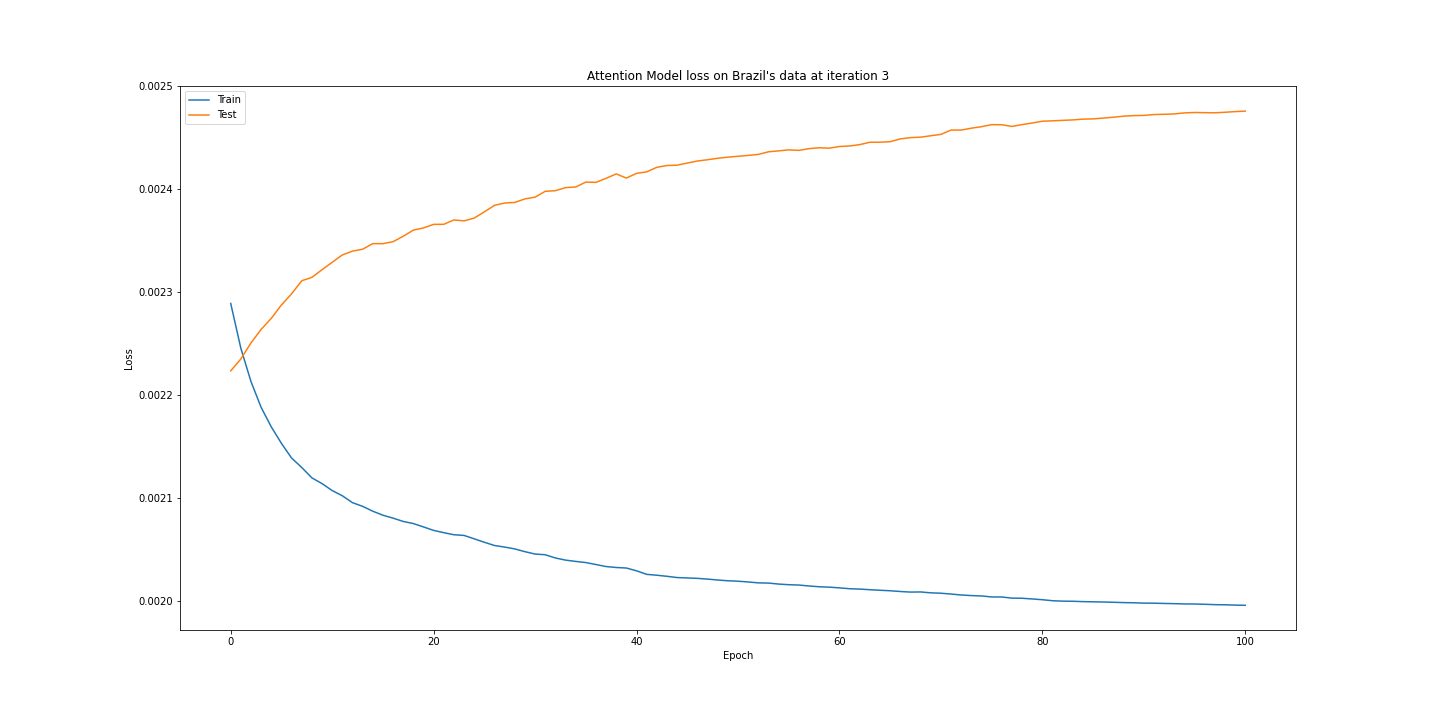 Attention Model loss on Brazil's data at iteration 3
0.0025
Train
Test
0.0024
0.0023
Loss
0.0022
0.0021
0.0020
0 20 40 60 80 100
Epoch